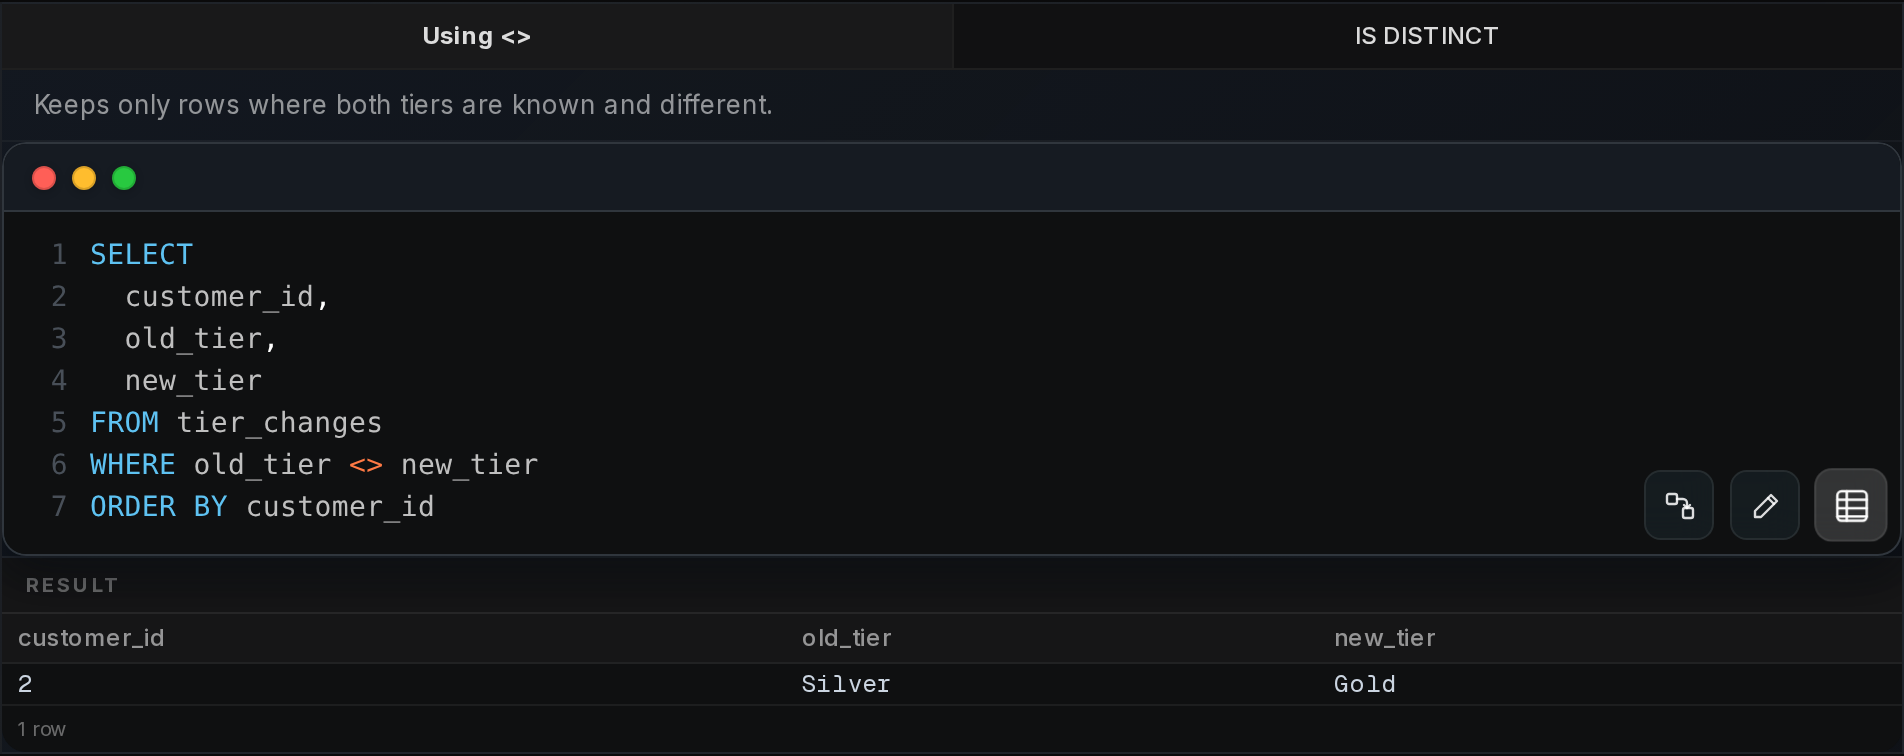 Using <>
IS DISTINCT
Keeps only rows where both tiers are known and different.
1 SELECT
2 customer_id,
3 old_tier,
4 new_tier
5 FROM tier_changes
6 WHERE old_tier <> new_tier
7 ORDER BY customer_id
RESULT
customer_id old_tier new_tier
2 Silver Gold
1 row